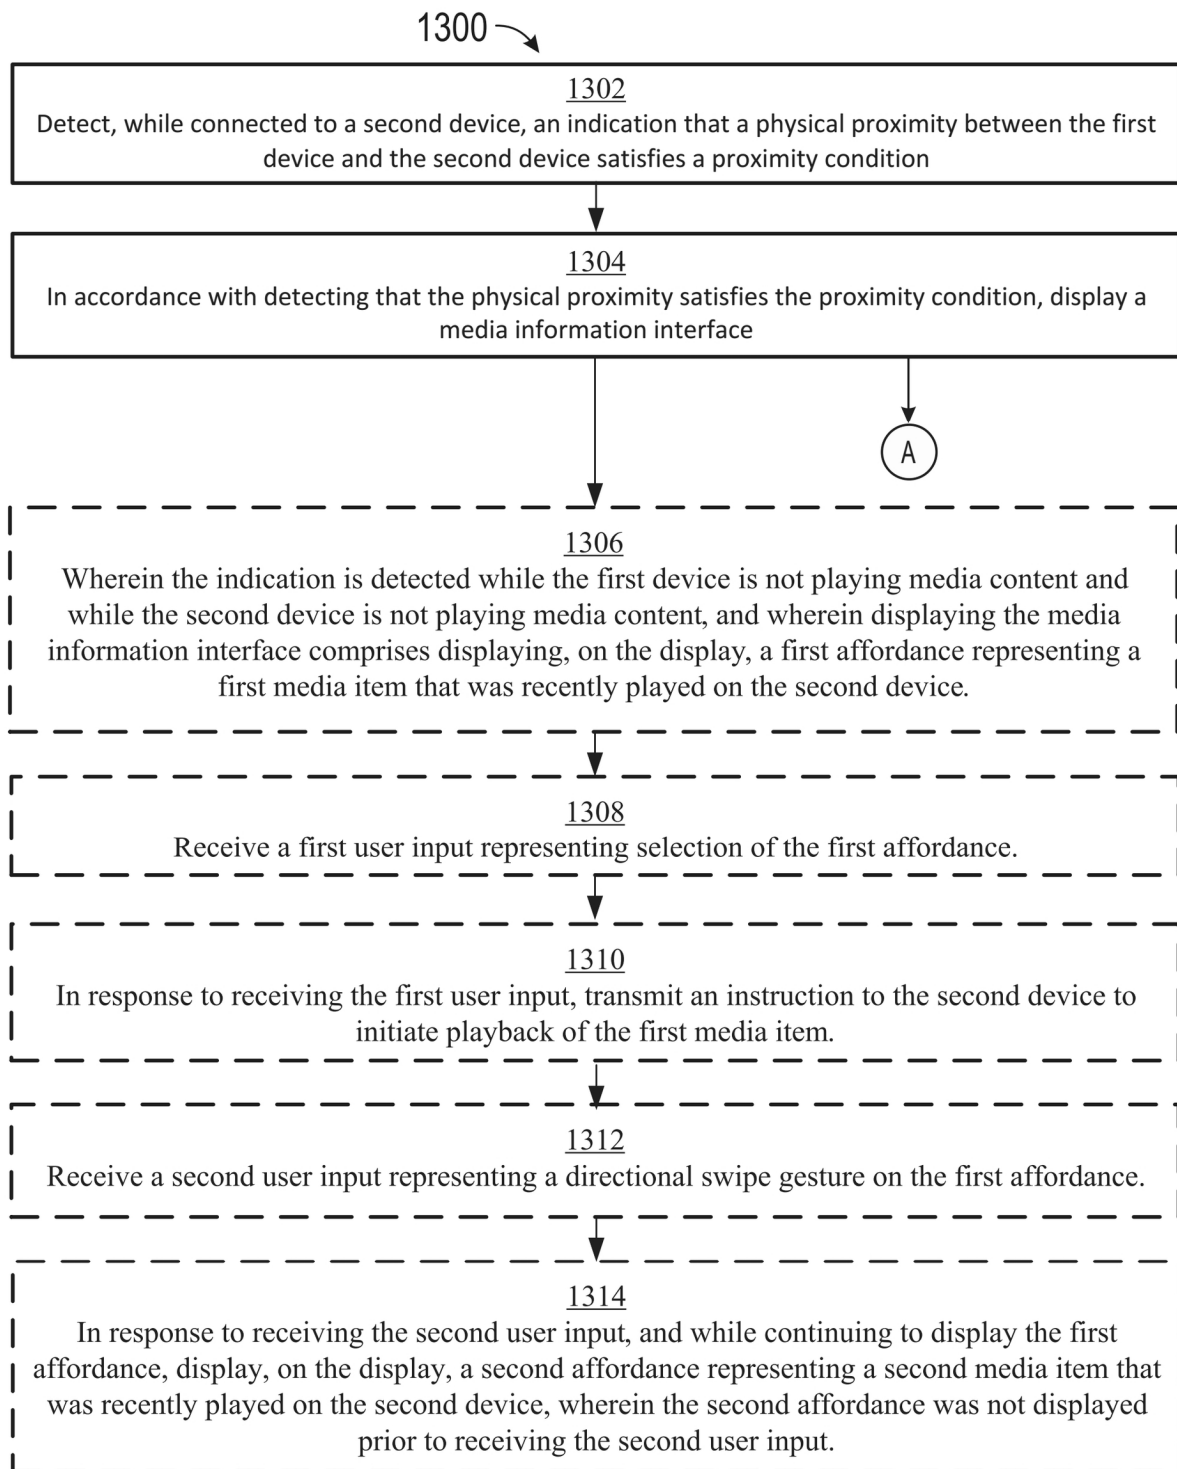 1300
1302
Detect, while connected to a second device, an indication that a physical proximity between the first
device and the second device satisfies a proximity condition
1304
In accordance with detecting that the physical proximity satisfies the proximity condition, display a
media information interface
A
1306
Wherein the indication is detected while the first device is not playing media content and
while the second device is not playing media content, and wherein displaying the media
information interface comprises displaying, on the display, a first affordance representing a
first media item that was recently played on the second device.
1308
Receive a first user input representing selection of the first affordance.
1310
In response to receiving the first user input, transmit an instruction to the second device to
initiate playback of the first media item.
1312
Receive a second user input representing a directional swipe gesture on the first affordance.
1314
In response to receiving the second user input, and while continuing to display the first
affordance, display, on the display, a second affordance representing a second media item that
was recently played on the second device, wherein the second affordance was not displayed
prior to receiving the second user input.